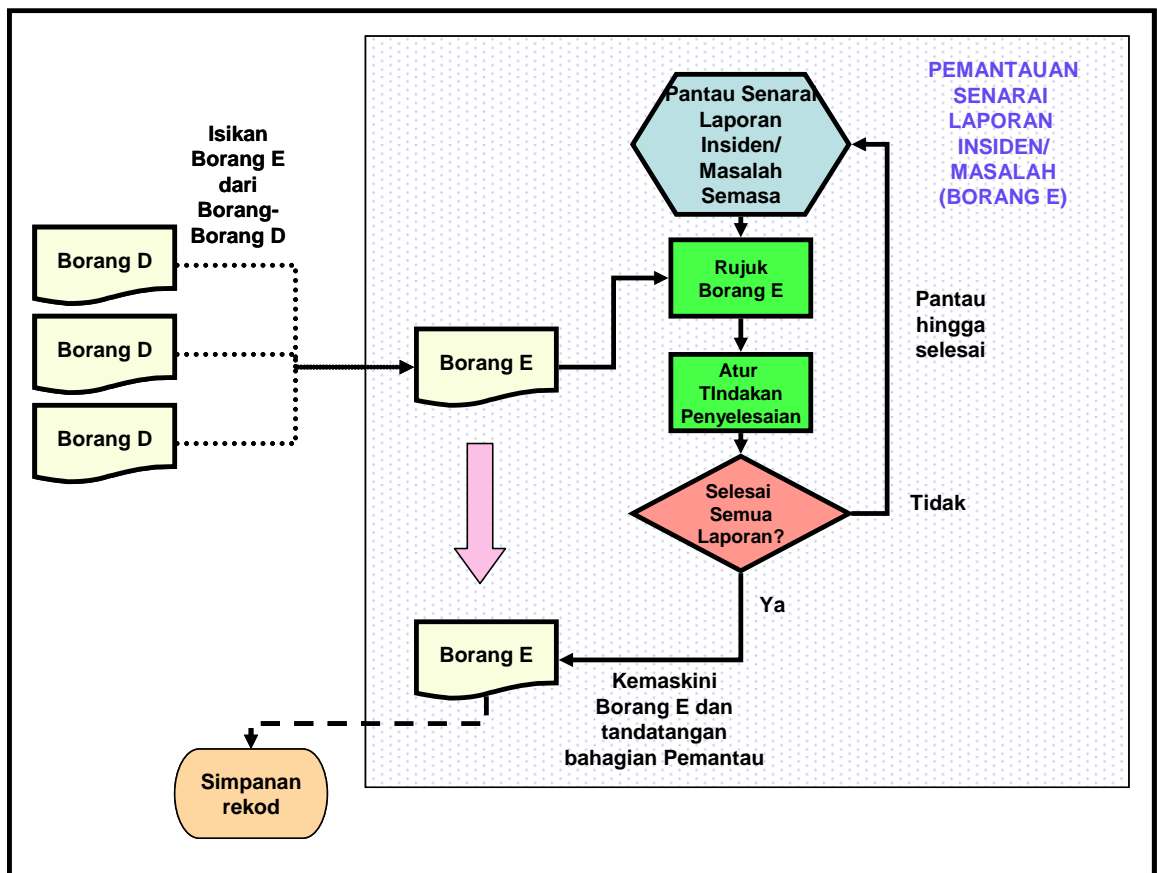 PEMANTAUAN
SENARAI
LAPORAN
INSIDEN/
MASALAH
(BORANG E)
Pantau Senarai
Laporan
Insiden/
Masalah
Semasa
Isikan
Borang E
dari
Borang-
Borang D
Borang D
Borang D
Borang D
Borang E
Rujuk
Borang E
Atur
TIndakan
Penyelesaian
Pantau
hingga
selesai
Selesai
Semua
Laporan?
Tidak
Ya
Borang E
Kemaskini
Borang E dan
tandatangan
bahagian Pemantau
Simpanan
rekod